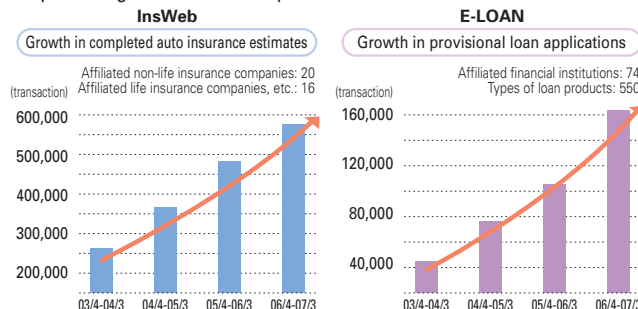 InsWeb
Growth in completed auto insurance estimates
Affiliated non-life insurance companies: 20
Affiliated life insurance companies, etc.: 16
(transaction)
600,000
500,000
400,000
300,000
200,000
03/4-04/3 04/4-05/3 05/4-06/3 06/4-07/3
E-LOAN
Growth in provisional loan applications
Affiliated financial institutions: 74
Types of loan products: 550
(transaction)
160,000
120,000
80,000
40,000
03/4-04/3 04/4-05/3 05/4-06/3 06/4-07/3